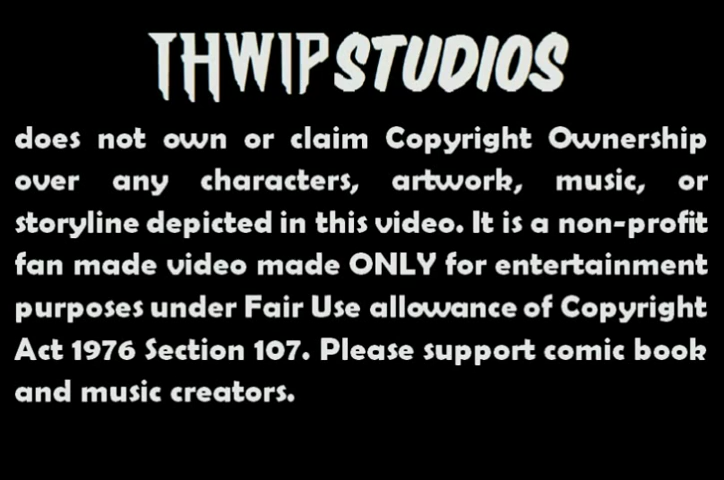 THWIPSTUDIOS
does not own or claim Copyright Ownership
over any characters, artwork, music, or
storyline depicted in this video. It is a non-profit
fan made video made ONLY for entertainment
purposes under Fair Use allowance of Copyright
Act 1976 Section 107. Please support comic book
and music creators.